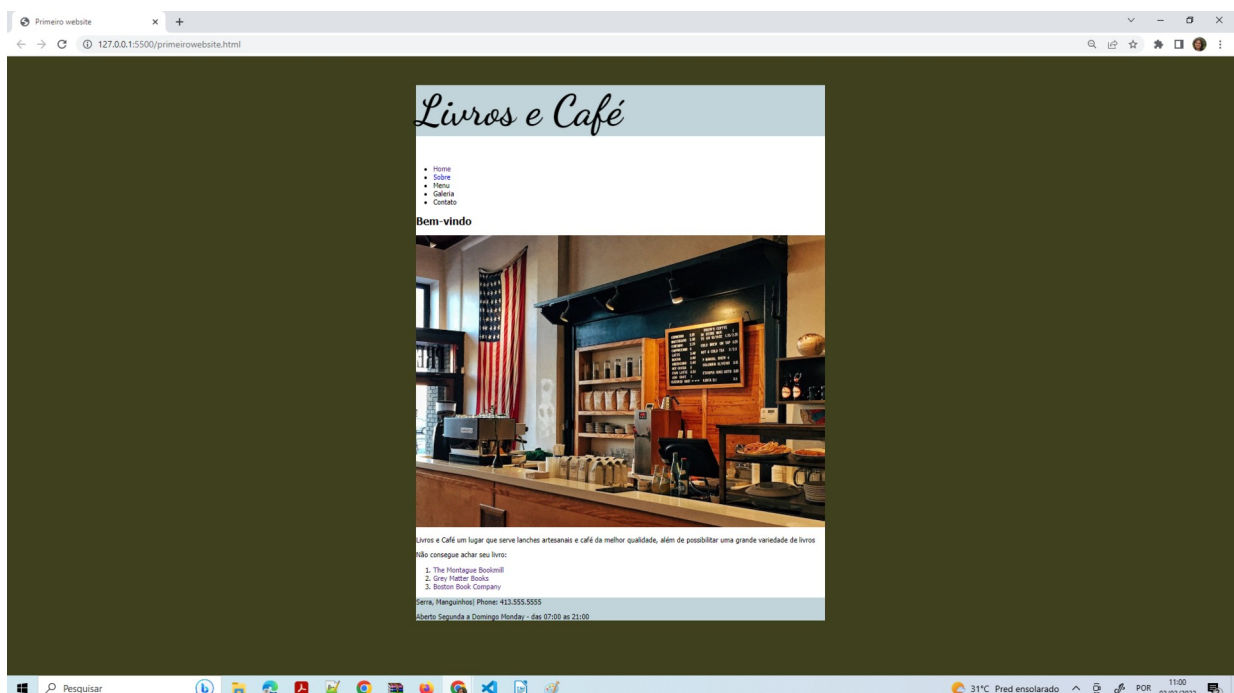 Primeiro website
127.0.0.1:5500/primeirowebsite.html
Livros e Café
Home
Sobre
Menu
Galeria
Contato
Bem-vindo
Livros e Café um lugar que serve lanches artesanais e café da melhor qualidade, além de possibilitar uma grande variedade de livros
Não consegue achar seu livro:
1. The Montague Bookmill
2. Grey Matter Books
3. Boston Book Company
Serra, Manguinhos| Phone: 413.555.5555
Aberto Segunda a Domingo Monday - das 07:00 as 21:00
Pesquisar
31°C Pred ensolarado
POR
11:00